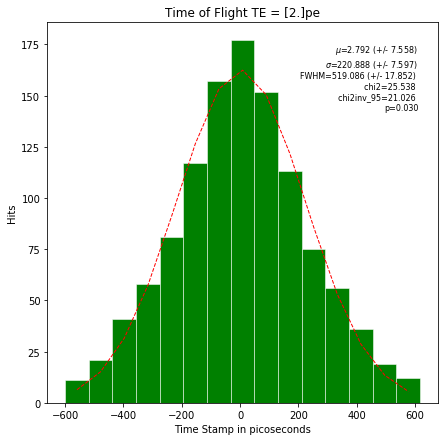 Time of Flight TE = [2.]pe
μ=2.792 (+/- 7.558)
σ=220.888 (+/- 7.597)
FWHM=519.086 (+/- 17.852)
chi2=25.538
chi2inv_95=21.026
p=0.030
175
150
125
100
75
50
25
0
Hits
−600
−400
−200
0
200
400
600
Time Stamp in picoseconds